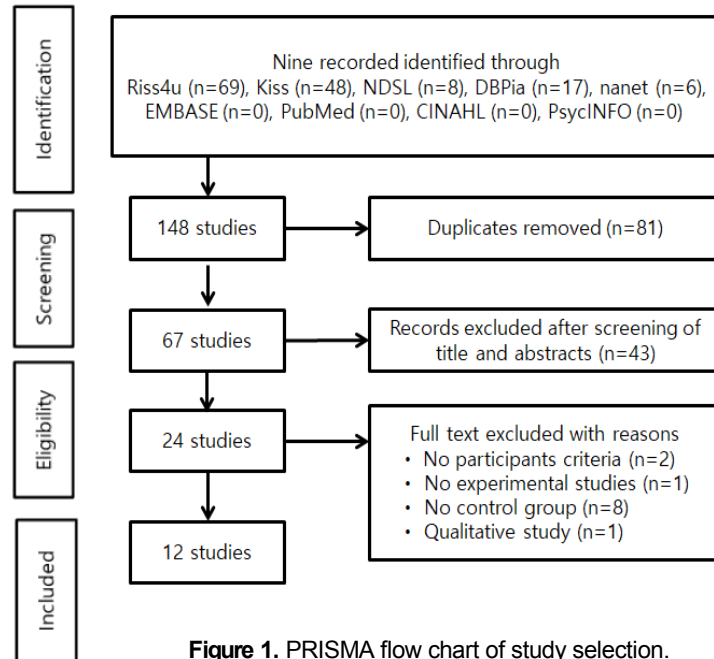 Identification
Nine recorded identified through
Riss4u (n=69), Kiss (n=48), NDSL (n=8), DBPia (n=17), nanet (n=6),
EMBASE (n=0), PubMed (n=0), CINAHL (n=0), PsycINFO (n=0)
Screening
148 studies
Duplicates removed (n=81)
67 studies
Records excluded after screening of
title and abstracts (n=43)
Eligibility
24 studies
Full text excluded with reasons
• No participants criteria (n=2)
• No experimental studies (n=1)
• No control group (n=8)
• Qualitative study (n=1)
Included
12 studies
Figure 1. PRISMA flow chart of study selection.